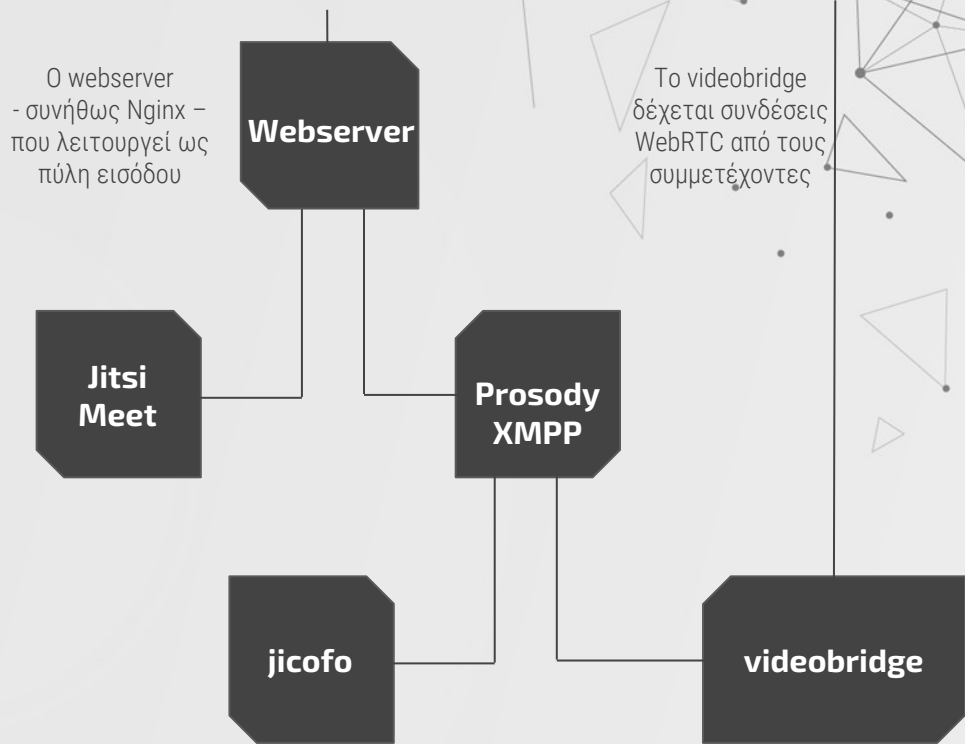 Ο webserver
- συνήθως Nginx –
που λειτουργεί ως
πύλη εισόδου
Webserver
Το videobridge
δέχεται συνδέσεις
WebRTC από τους
συμμετέχοντες
Jitsi
Meet
Prosody
XMPP
jicofo
videobridge